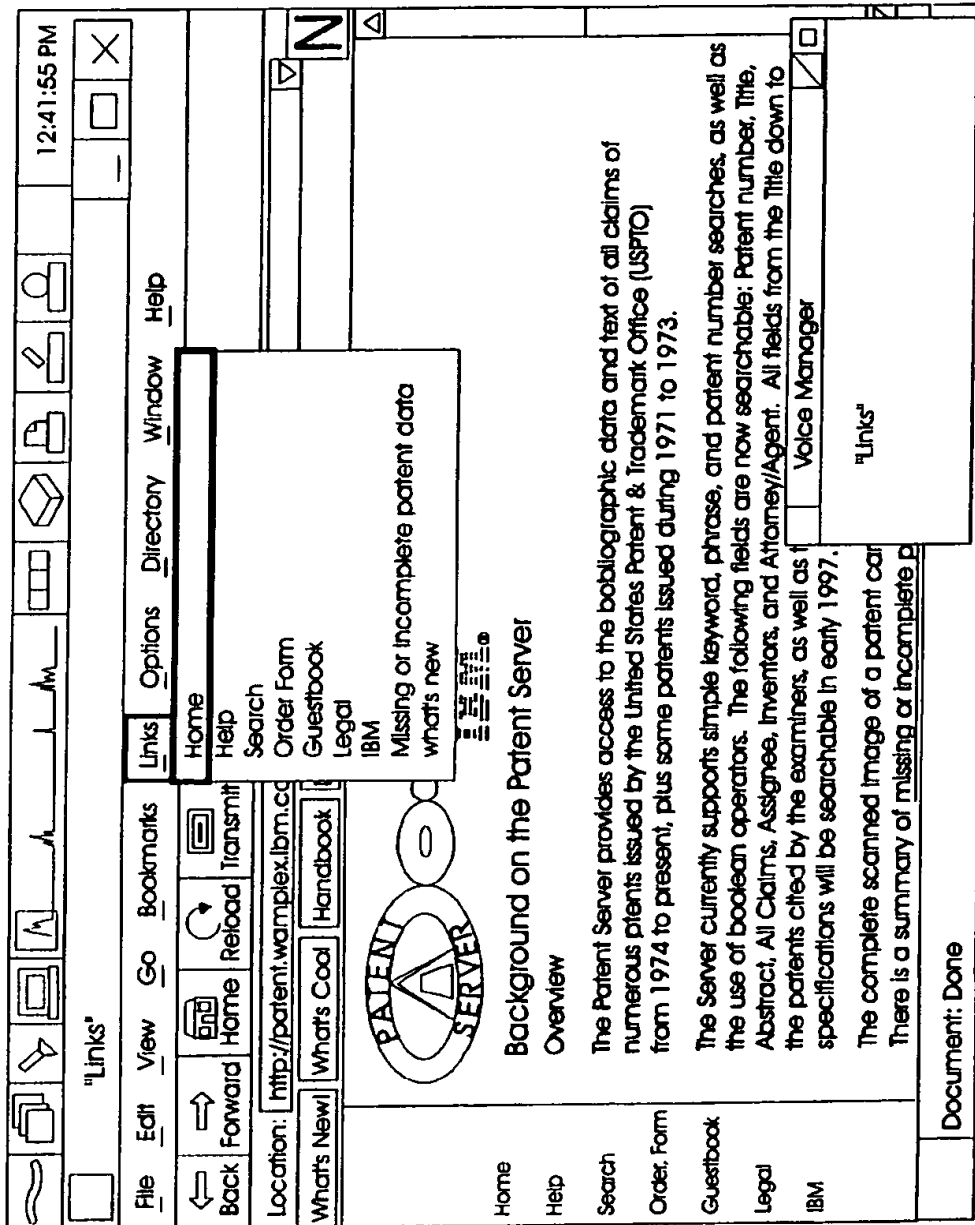 12:41:55 PM
"Links"
File Edit View Go Bookmarks Links Options Directory Window Help
Back Forward Home Reload Transmit
Home
Help
Search
Order Form
Guestbook
Legal
IBM
Missing or incomplete patent data
what's new
Location: http://patent.wamplex.ibm.cc
N
What's New! What's Cool Handbook
PATENT
SERVER
IBM®
Home
Help
Search
Order, Form
Guestbook
Legal
IBM
Background on the Patent Server
Overview
The Patent Server provides access to the bobliographic data and text of all claims of
numerous ptents issued by the United States Patent & Trademark Office (USPTO)
from 1974 to present, plus some patents issued during 1971 to 1973.
The Server currently supports simple keyword, phrase, and patent number searches, as well as
the use of boolean operators. The following fields are now searchable: Patent number, Title,
Abstract, All Claims, Assignee, Inventors, and Attorney/Agent. All fields from the Title down to
the patents cited by the examiners, as well as t
specifications will be searchable in early 1997.
The complete scanned image of a patent can
There is a summary of missing or incomplete p
Voice Manager
"Links"
Document: Done